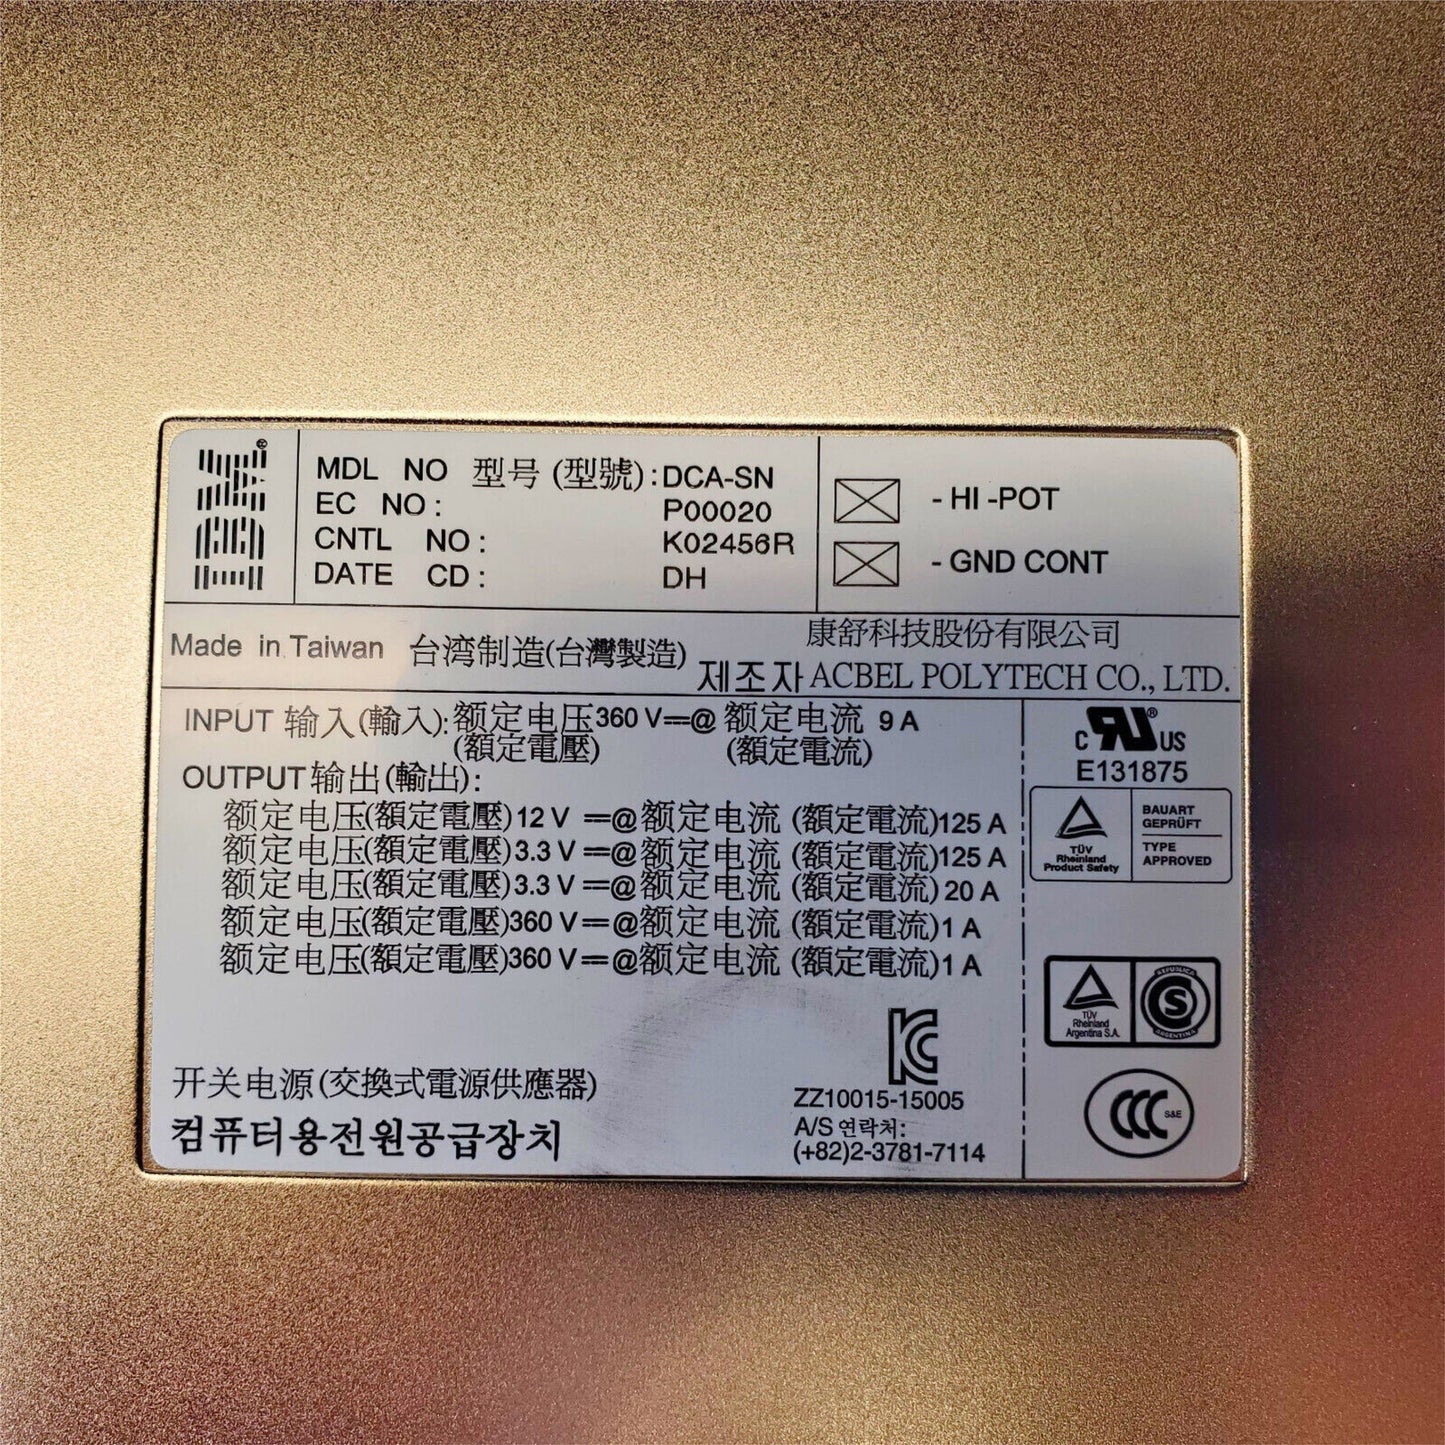 IBM®
MDL NO 型号 (型號): DCA-SN
EC NO: P00020
CNTL NO: K02456R
DATE CD: DH
- HI -POT
- GND CONT
Made in Taiwan 台湾制造(台灣製造)
康舒科技股份有限公司
제조자 ACBEL POLYTECH CO., LTD.
INPUT 输入(輸入): 额定电压 360 V⎓@ 额定电流 9 A
(額定電壓) (額定電流)
OUTPUT 输出(輸出):
额定电压(額定電壓)12 V ⎓@额定电流 (額定電流)125 A
额定电压(額定電壓)3.3 V ⎓@额定电流 (額定電流)125 A
额定电压(額定電壓)3.3 V ⎓@额定电流 (額定電流) 20 A
额定电压(額定電壓)360 V⎓@额定电流 (額定電流)1 A
额定电压(額定電壓)360 V⎓@额定电流 (額定電流)1 A
开关电源(交換式電源供應器)
컴퓨터용전원공급장치
KC
ZZ10015-15005
A/S 연락처:
(+82)2-3781-7114
c RU® US
E131875
TÜV
Rheinland
Product Safety
BAUART
GEPRÜFT
TYPE
APPROVED
TÜV
Rheinland
Argentina S.A.
REPUBLICA
S
ARGENTINA
CCC S&E